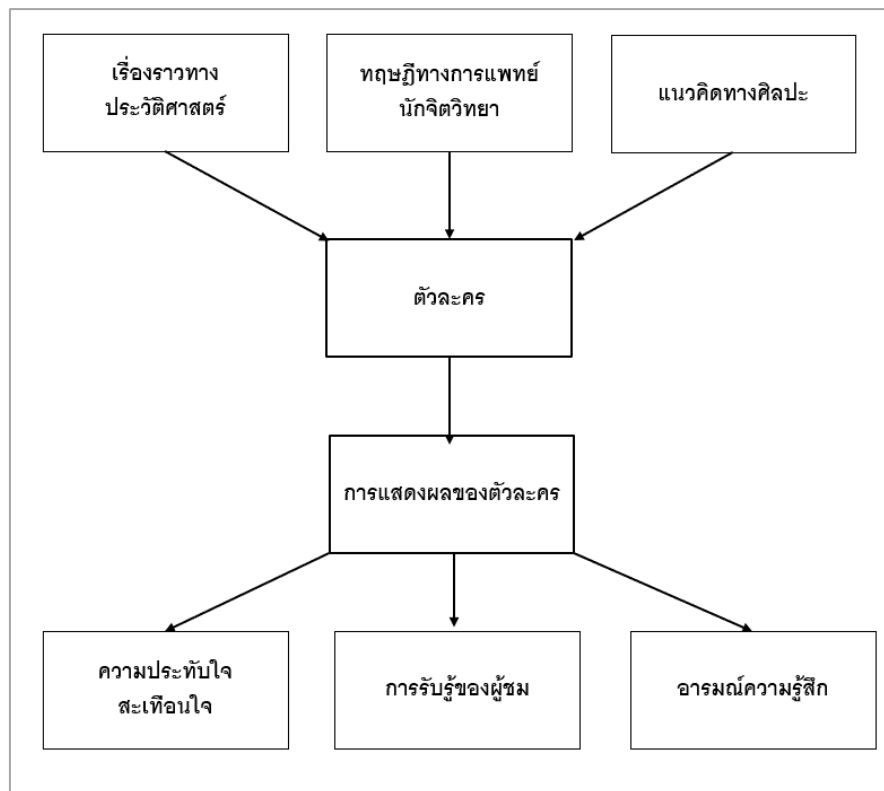 เรื่องราวทาง
ประวัติศาสตร์
ทฤษฎีทางการแพทย์
นักจิตวิทยา
แนวคิดทางศิลปะ
ตัวละคร
การแสดงผลของตัวละคร
ความประทับใจ
สะเทือนใจ
การรับรู้ของผู้ชม
อารมณ์ความรู้สึก